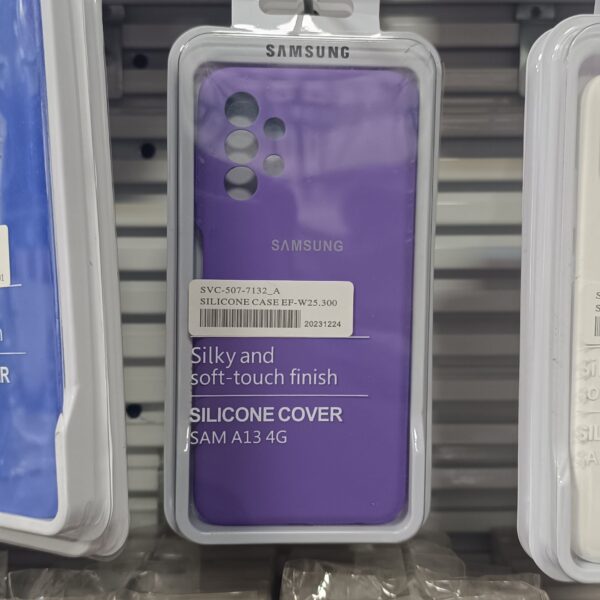 SAMSUNG
SAMSUNG
SVC-507-7132_A
SILICONE CASE EF-W25.300
20231224
Silky and
soft-touch finish
SILICONE COVER
SAM A13 4G